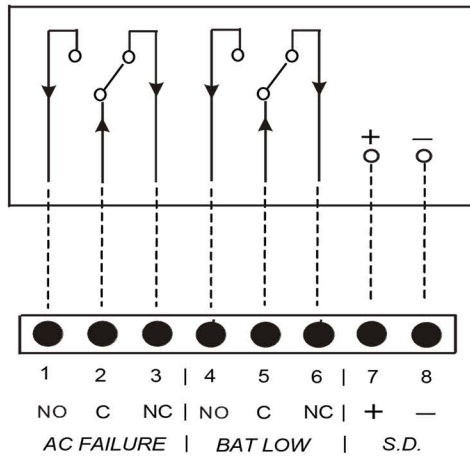 + —
1 2 3 | 4 5 6 | 7 8
NO C NC | NO C NC | + —
AC FAILURE | BAT LOW | S.D.